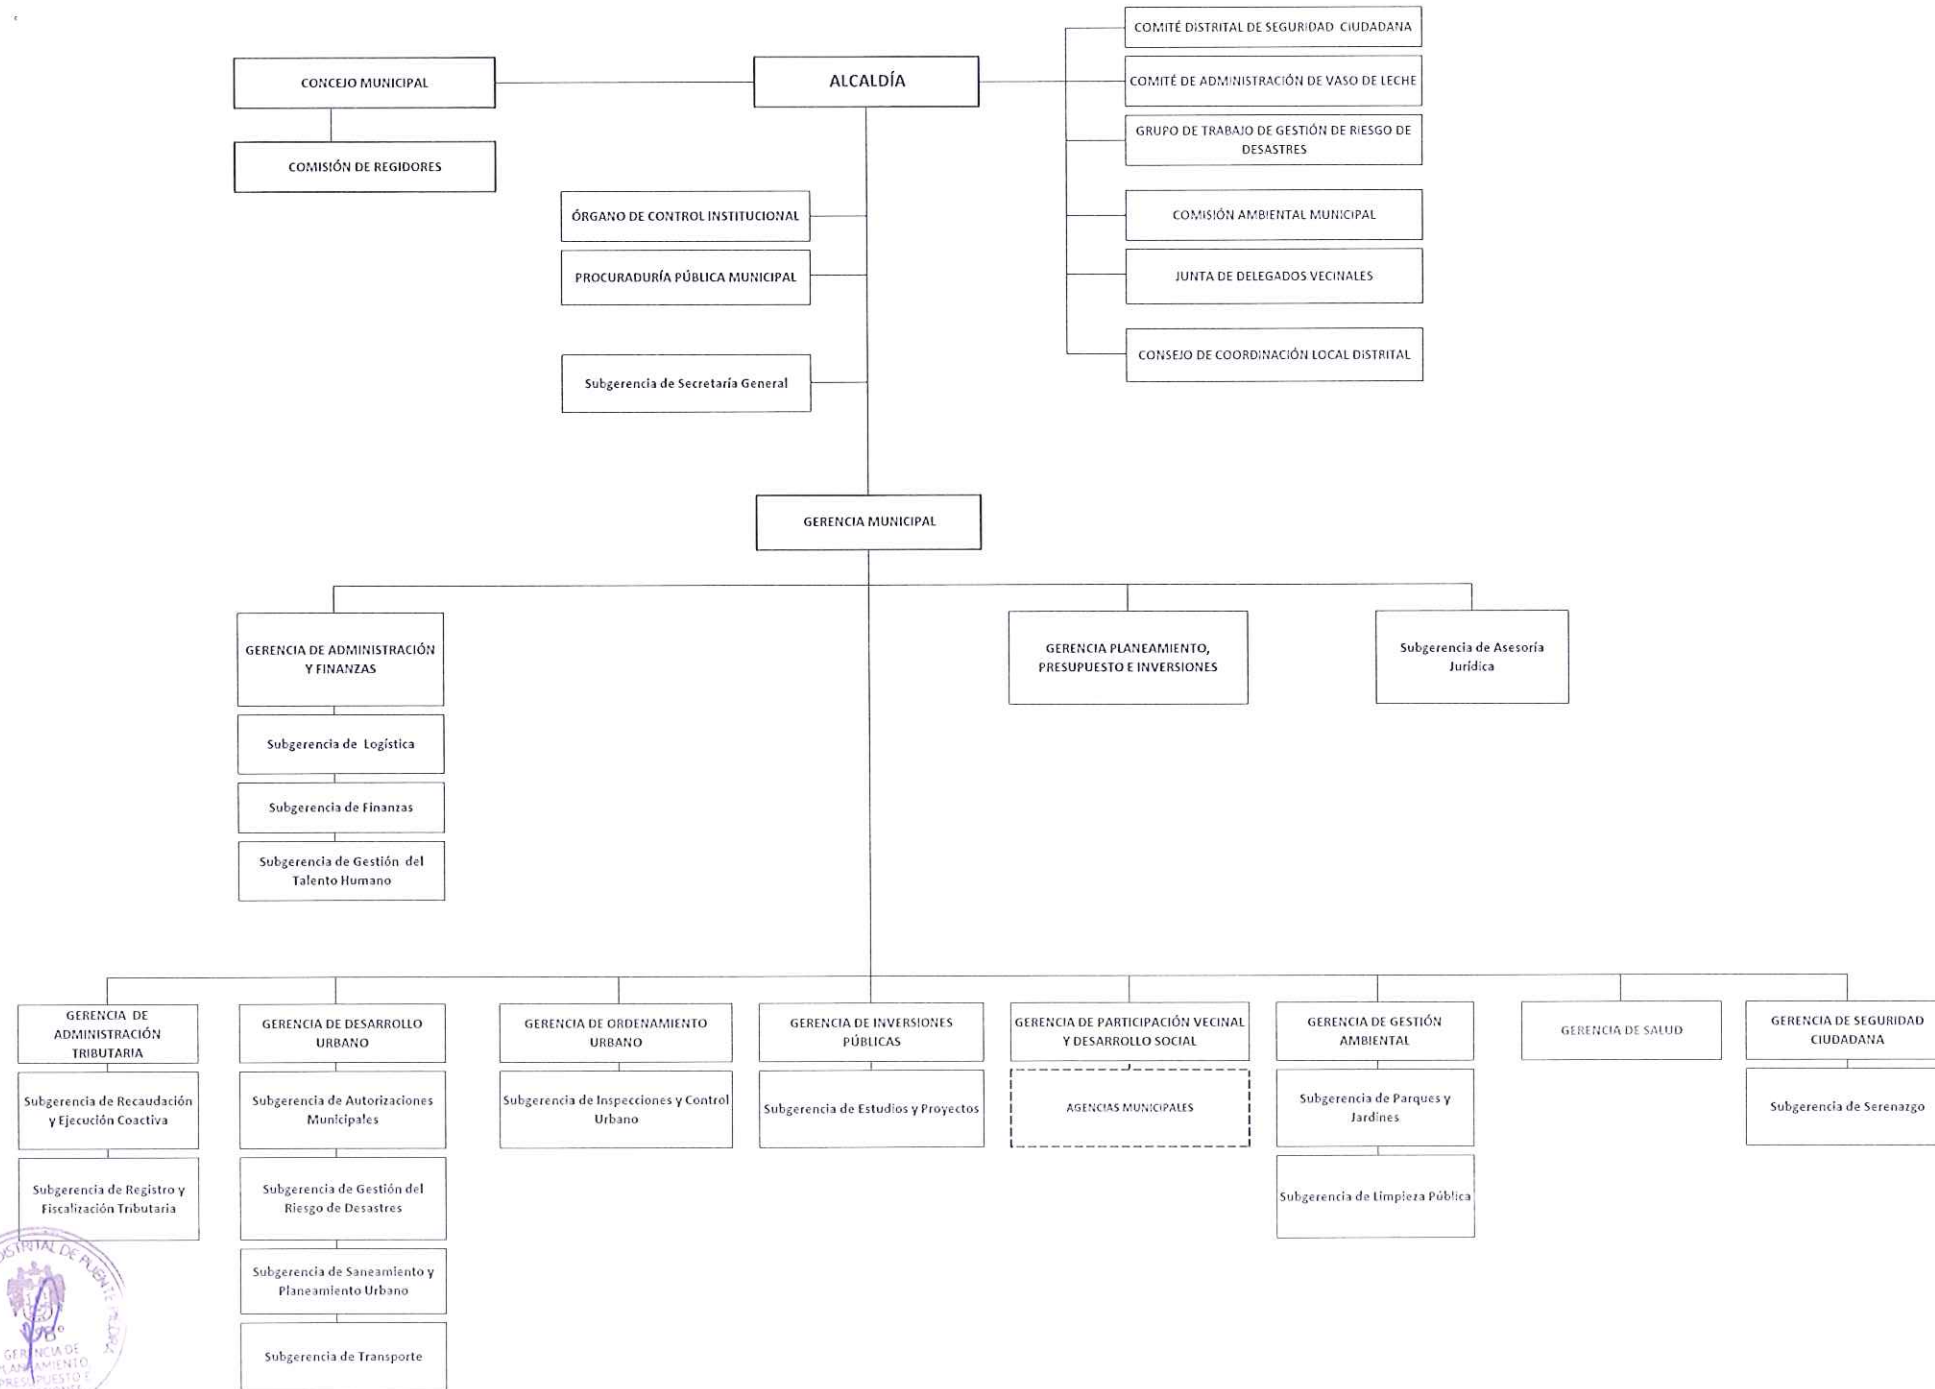 COMITÉ DISTRITAL DE SEGURIDAD CIUDADANA
CONCEJO MUNICIPAL
ALCALDÍA
COMITÉ DE ADMINISTRACIÓN DE VASO DE LECHE
GRUPO DE TRABAJO DE GESTIÓN DE RIESGO DE
DESASTRES
COMISIÓN DE REGIDORES
ÓRGANO DE CONTROL INSTITUCIONAL
COMISIÓN AMBIENTAL MUNICIPAL
PROCURADURÍA PÚBLICA MUNICIPAL
JUNTA DE DELEGADOS VECINALES
CONSEJO DE COORDINACIÓN LOCAL DISTRITAL
Subgerencia de Secretaría General
GERENCIA MUNICIPAL
GERENCIA DE ADMINISTRACIÓN
Y FINANZAS
GERENCIA PLANEAMIENTO,
PRESUPUESTO E INVERSIONES
Subgerencia de Asesoría
Jurídica
Subgerencia de Logística
Subgerencia de Finanzas
Subgerencia de Gestión del
Talento Humano
GERENCIA DE
ADMINISTRACIÓN
TRIBUTARIA
GERENCIA DE DESARROLLO
URBANO
GERENCIA DE ORDENAMIENTO
URBANO
GERENCIA DE INVERSIONES
PÚBLICAS
GERENCIA DE PARTICIPACIÓN VECINAL
Y DESARROLLO SOCIAL
GERENCIA DE GESTIÓN
AMBIENTAL
GERENCIA DE SALUD
GERENCIA DE SEGURIDAD
CIUDADANA
Subgerencia de Recaudación
y Ejecución Coactiva
Subgerencia de Autorizaciones
Municipales
Subgerencia de Inspecciones y Control
Urbano
Subgerencia de Estudios y Proyectos
AGENCIAS MUNICIPALES
Subgerencia de Parques y
Jardines
Subgerencia de Serenazgo
Subgerencia de Registro y
Fiscalización Tributaria
Subgerencia de Gestión del
Riesgo de Desastres
Subgerencia de Limpieza Pública
Subgerencia de Saneamiento y
Planeamiento Urbano
Subgerencia de Transporte
DISTRITAL DE PUENTE PIEDRA
GERENCIA DE
PLANEAMIENTO
PRESUPUESTO E